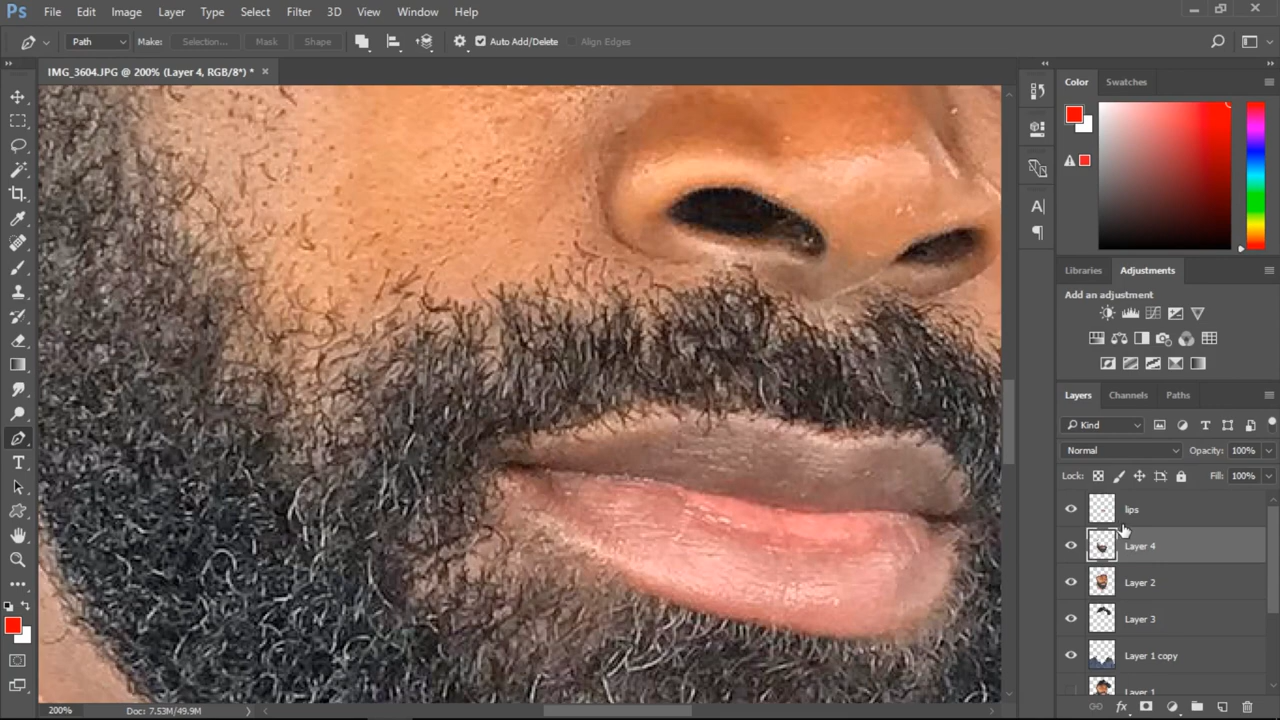 Ps File Edit Image Layer Type Select Filter 3D View Window Help
Path Make: Selection... Mask Shape Auto Add/Delete Align Edges
IMG_3604.JPG @ 200% (Layer 4, RGB/8*) * ×
Color Swatches
Libraries Adjustments
Add an adjustment
Layers Channels Paths
Kind
Normal Opacity: 100%
Lock: Fill: 100%
lips
Layer 4
Layer 2
Layer 3
Layer 1 copy
Layer 1
200% Doc: 7.53M/49.9M